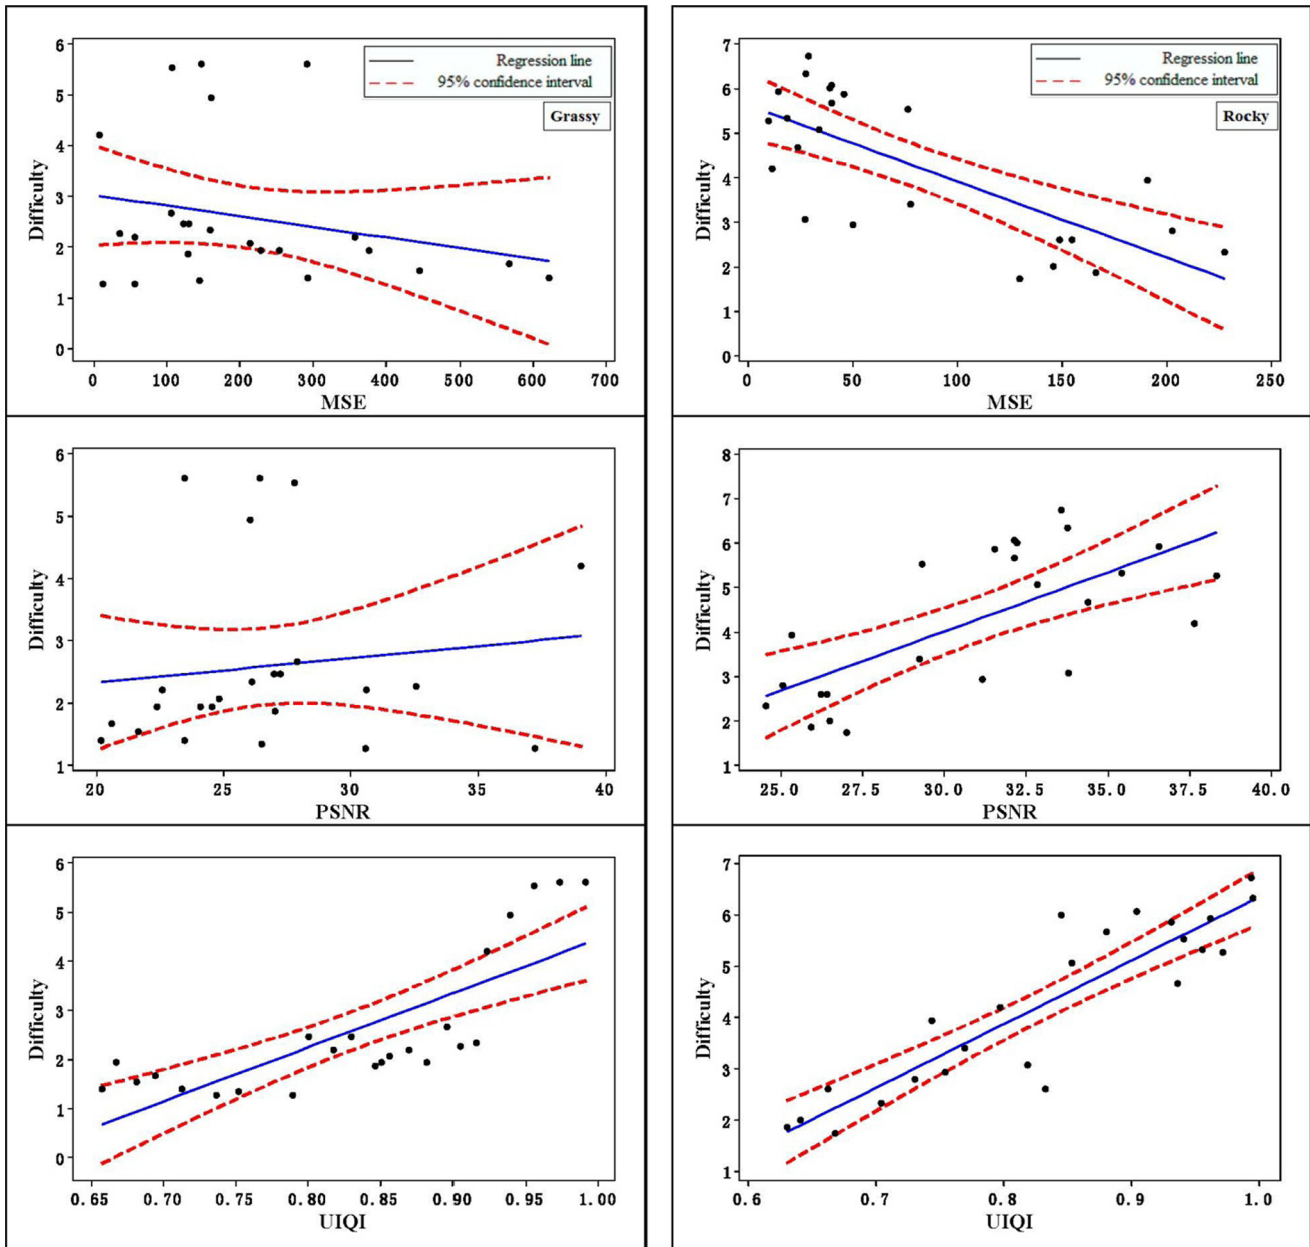 6
5
4
3
2
1
0
Difficulty
Regression line
95% confidence interval
Grassy
0 100 200 300 400 500 600 700
MSE
7
6
5
4
3
2
1
0
Difficulty
Regression line
95% confidence interval
Rocky
0 50 100 150 200 250
MSE
6
5
4
3
2
1
Difficulty
20 25 30 35 40
PSNR
8
7
6
5
4
3
2
1
Difficulty
25.0 27.5 30.0 32.5 35.0 37.5 40.0
PSNR
6
5
4
3
2
1
0
Difficulty
0.65 0.70 0.75 0.80 0.85 0.90 0.95 1.00
UIQI
7
6
5
4
3
2
1
Difficulty
0.6 0.7 0.8 0.9 1.0
UIQI